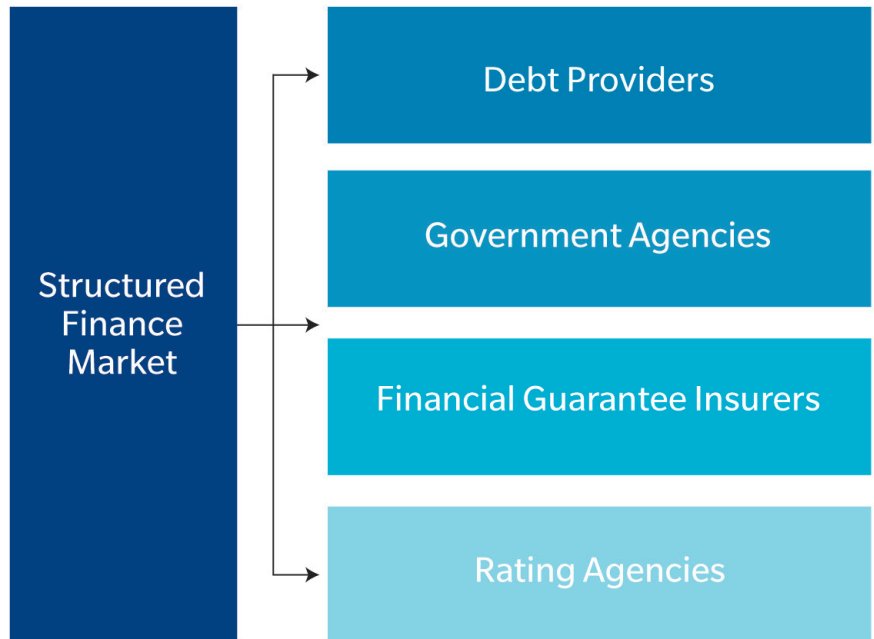 Structured
Finance
Market
Debt Providers
Government Agencies
Financial Guarantee Insurers
Rating Agencies